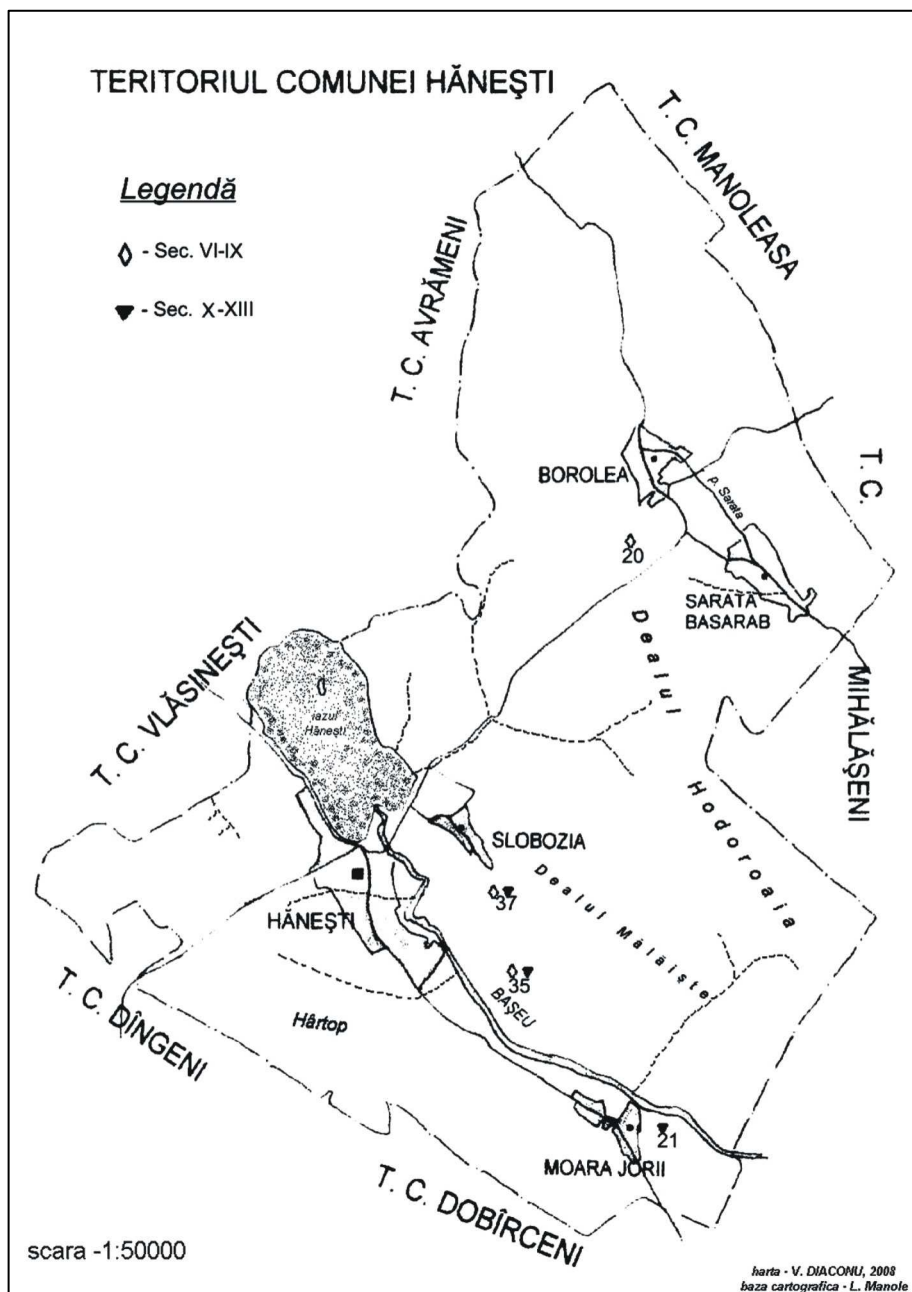 TERITORIUL COMUNEI HĂNEŞTI
Legendă
- Sec. VI-IX
- Sec. X-XIII
T. C. MANOLEASA
T. C. AVRĂMENI
T. C.
BOROLEA
p. Sarata
20
SARATA
BASARAB
Dealul
Hodoroaia
MIHĂLĂŞENI
T. C. VLĂSINEŞTI
iazul
Hăneşti
SLOBOZIA
Dealul Mălăişte
37
HĂNEŞTI
35
BAŞEU
Hârtop
T. C. DÎNGENI
21
MOARA JORII
T. C. DOBÎRCENI
scara -1:50000
harta - V. DIACONU, 2008
baza cartografica - L. Manole